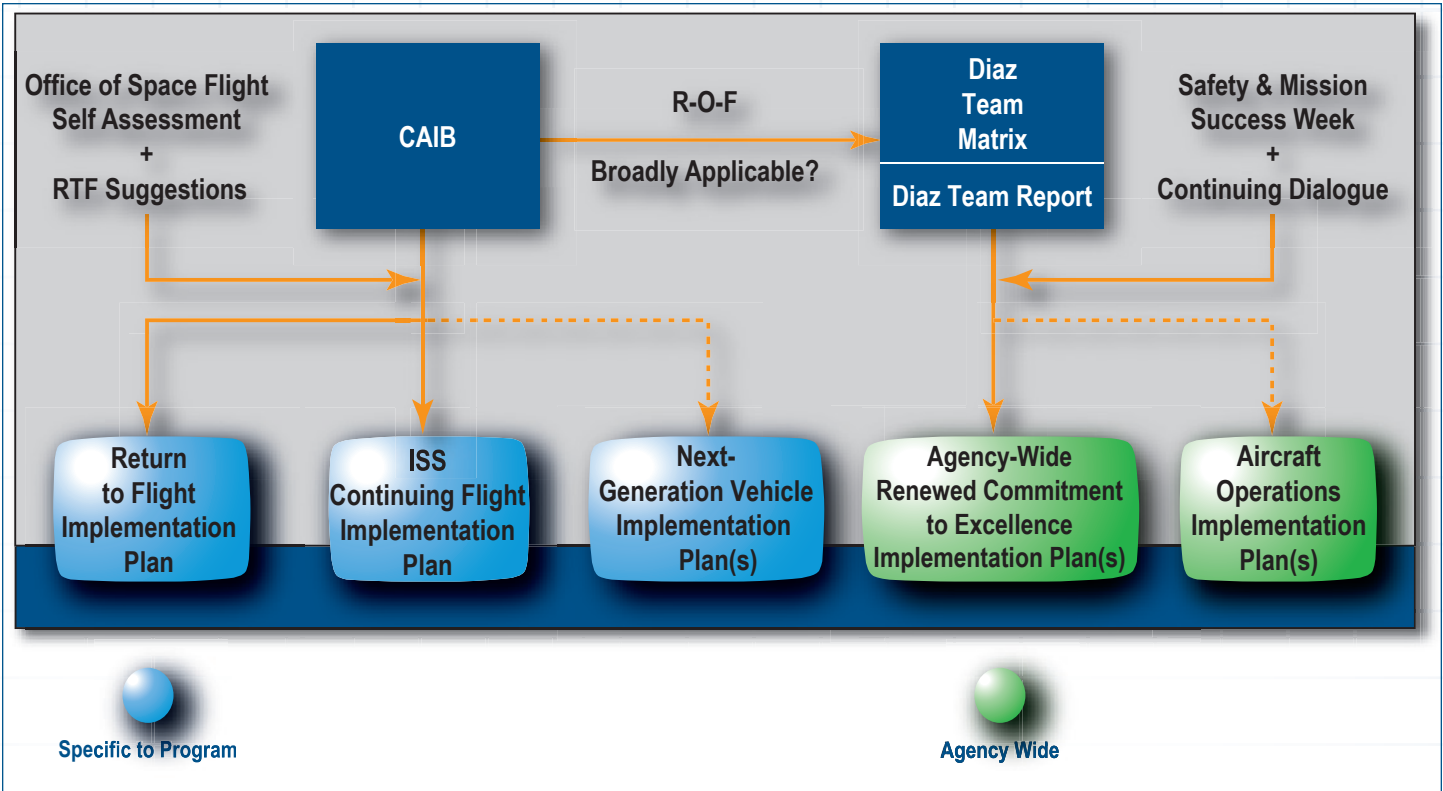 Office of Space Flight
Self Assessment
+
RTF Suggestions
CAIB
R-O-F
Broadly Applicable?
Diaz
Team
Matrix
Diaz Team Report
Safety & Mission
Success Week
+
Continuing Dialogue
Return
to Flight
Implementation
Plan
ISS
Continuing Flight
Implementation
Plan
Next-
Generation Vehicle
Implementation
Plan(s)
Agency-Wide
Renewed Commitment
to Excellence
Implementation Plan(s)
Aircraft
Operations
Implementation
Plan(s)
Specific to Program
Agency Wide